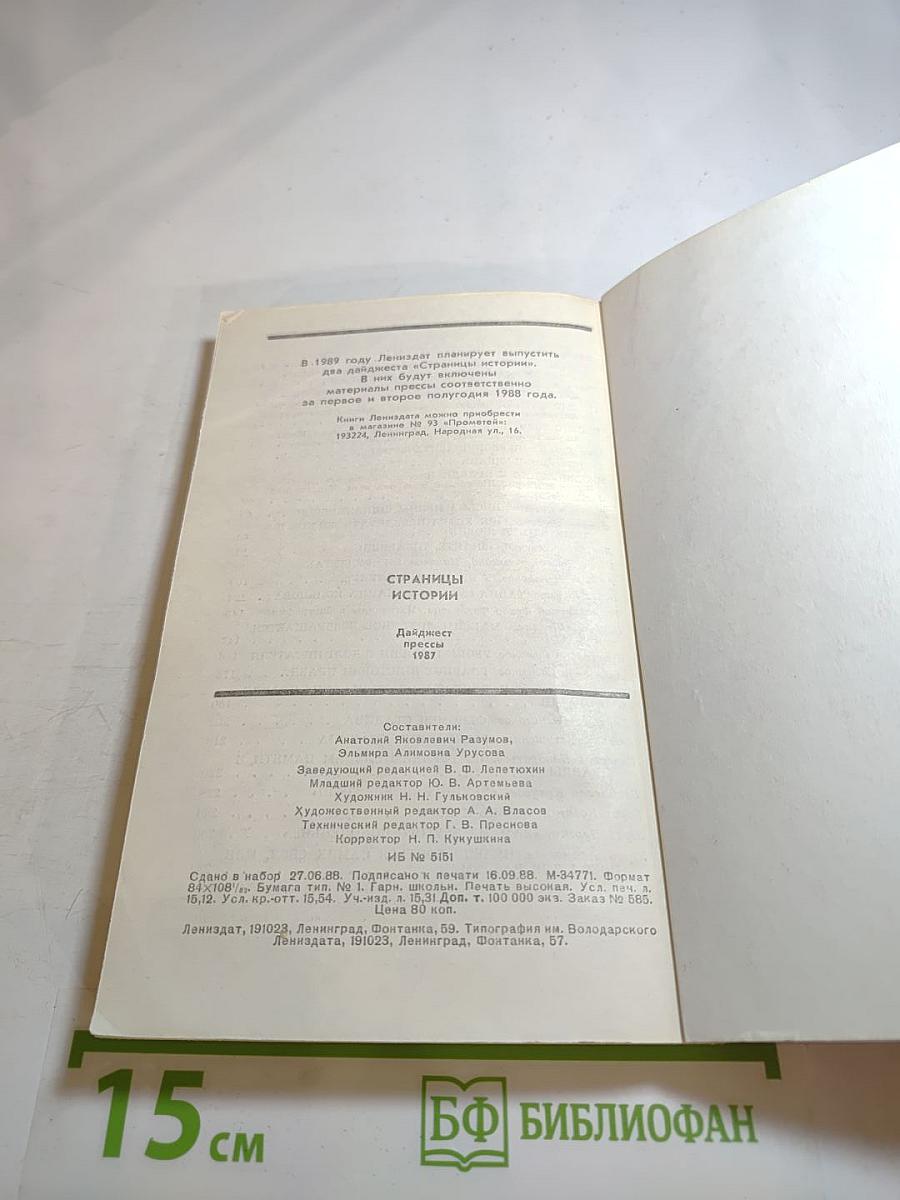 В 1989 году Лениздат планирует выпустить
два дайджеста «Страницы истории».
В них будут включены
материалы прессы соответственно
за первое и второе полугодия 1988 года.
Книги Лениздата можно приобрести
в магазине № 93 «Прометей»:
193224, Ленинград, Народная ул., 16.
СТРАНИЦЫ
ИСТОРИИ
Дайджест
прессы
1987
Составители:
Анатолий Яковлевич Разумов,
Эльмира Алимовна Урусова
Заведующий редакцией В. Ф. Лепетюхин
Младший редактор Ю. В. Артемьева
Художник Н. Н. Гульковский
Художественный редактор А. А. Власов
Технический редактор Г. В. Преснова
Корректор Н. П. Кукушкина
ИБ № 5151
Сдано в набор 27.06.88. Подписано к печати 16.09.88. М-34771. Формат
84×108¹/₃₂. Бумага тип. № 1. Гарн. школьн. Печать высокая. Усл. печ. л.
15,12. Усл. кр.-отт. 15,54. Уч.-изд. л. 15,31 Доп. т. 100 000 экз. Заказ № 585.
Цена 80 коп.
Лениздат, 191023, Ленинград, Фонтанка, 59. Типография им. Володарского
Лениздата, 191023, Ленинград, Фонтанка, 57.
15 см
БФ БИБЛИОФАН